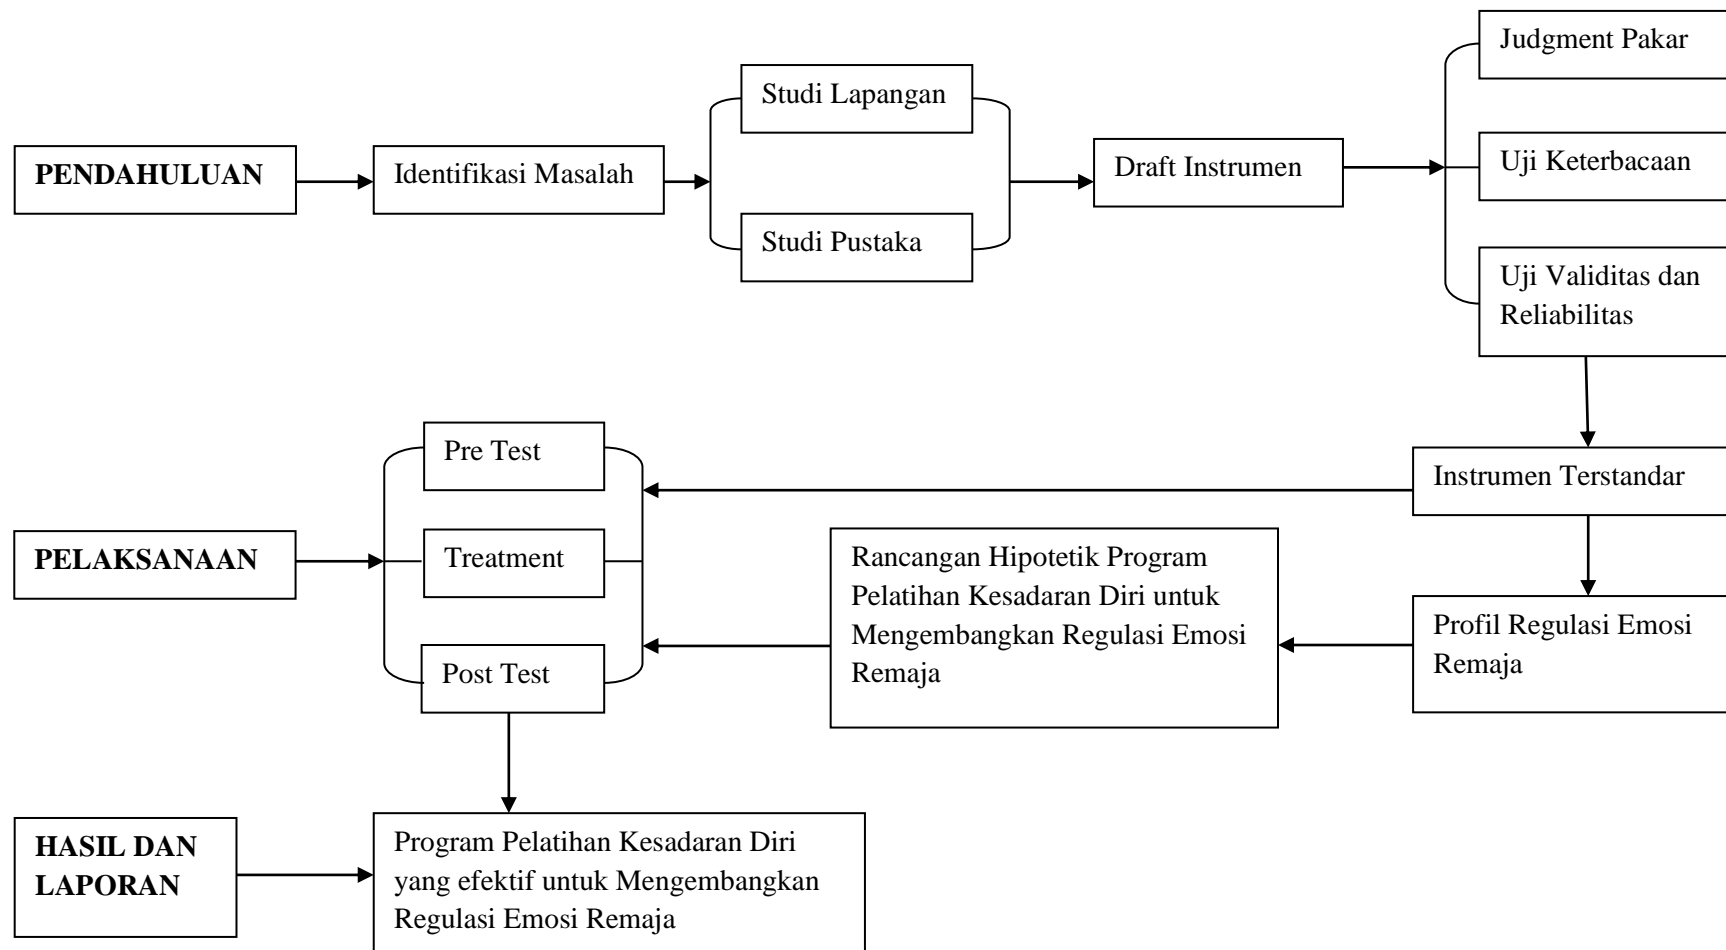 Judgment Pakar
Studi Lapangan
PENDAHULUAN
Identifikasi Masalah
Draft Instrumen
Uji Keterbacaan
Studi Pustaka
Uji Validitas dan
Reliabilitas
Pre Test
Instrumen Terstandar
PELAKSANAAN
Treatment
Rancangan Hipotetik Program
Pelatihan Kesadaran Diri untuk
Mengembangkan Regulasi Emosi
Remaja
Profil Regulasi Emosi
Remaja
Post Test
HASIL DAN
LAPORAN
Program Pelatihan Kesadaran Diri
yang efektif untuk Mengembangkan
Regulasi Emosi Remaja